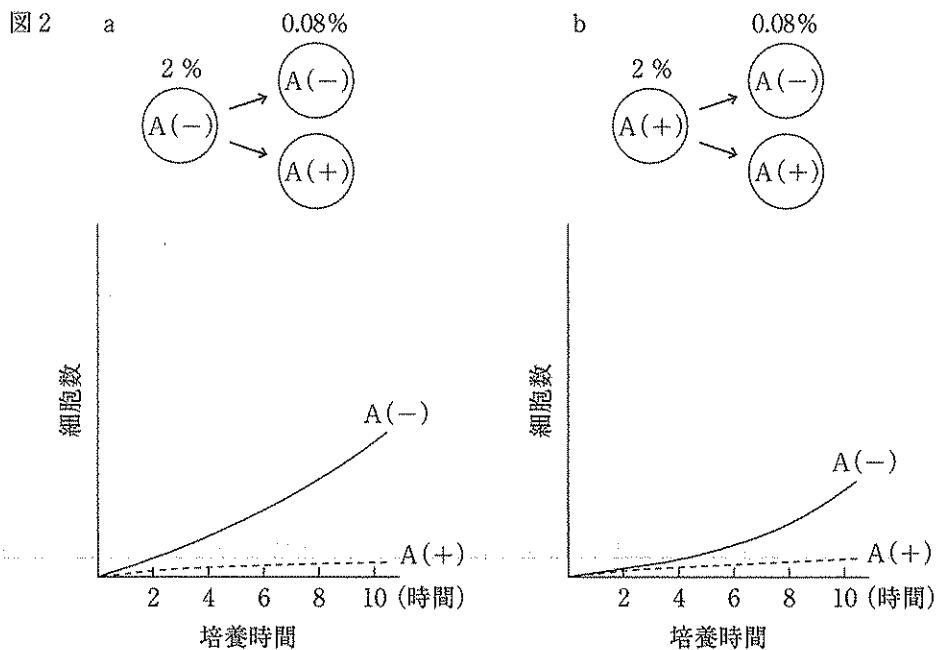 図2 a b
0.08% 0.08%
2% 2%
A(−) A(−)
A(−) A(+)
A(+) A(+)
細胞数 細胞数
A(−) A(−)
A(+) A(+)
2 4 6 8 10 (時間) 2 4 6 8 10 (時間)
培養時間 培養時間